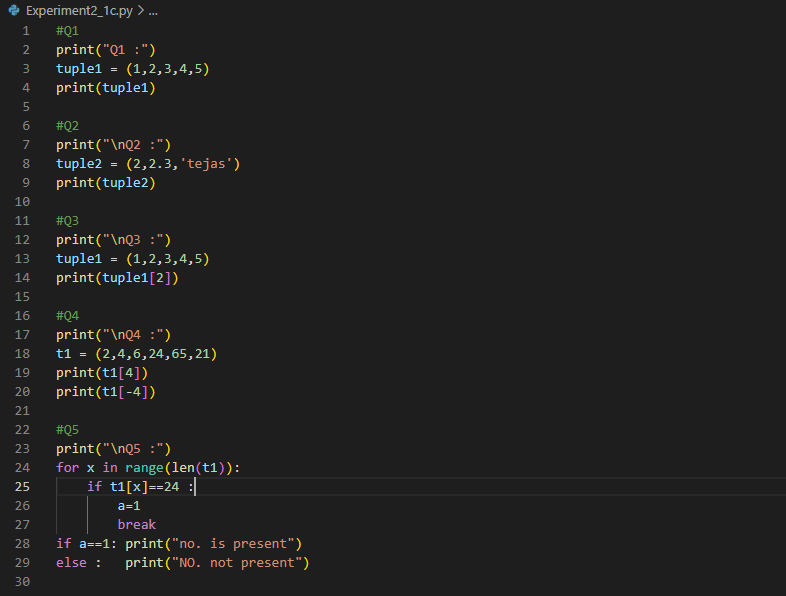 Experiment2_1c.py > ...
1 #Q1
2 print("Q1 :")
3 tuple1 = (1,2,3,4,5)
4 print(tuple1)
5
6 #Q2
7 print("\nQ2 :")
8 tuple2 = (2,2.3,'tejas')
9 print(tuple2)
10
11 #Q3
12 print("\nQ3 :")
13 tuple1 = (1,2,3,4,5)
14 print(tuple1[2])
15
16 #Q4
17 print("\nQ4 :")
18 t1 = (2,4,6,24,65,21)
19 print(t1[4])
20 print(t1[-4])
21
22 #Q5
23 print("\nQ5 :")
24 for x in range(len(t1)):
25     if t1[x]==24 :
26         a=1
27         break
28 if a==1: print("no. is present")
29 else :   print("NO. not present")
30